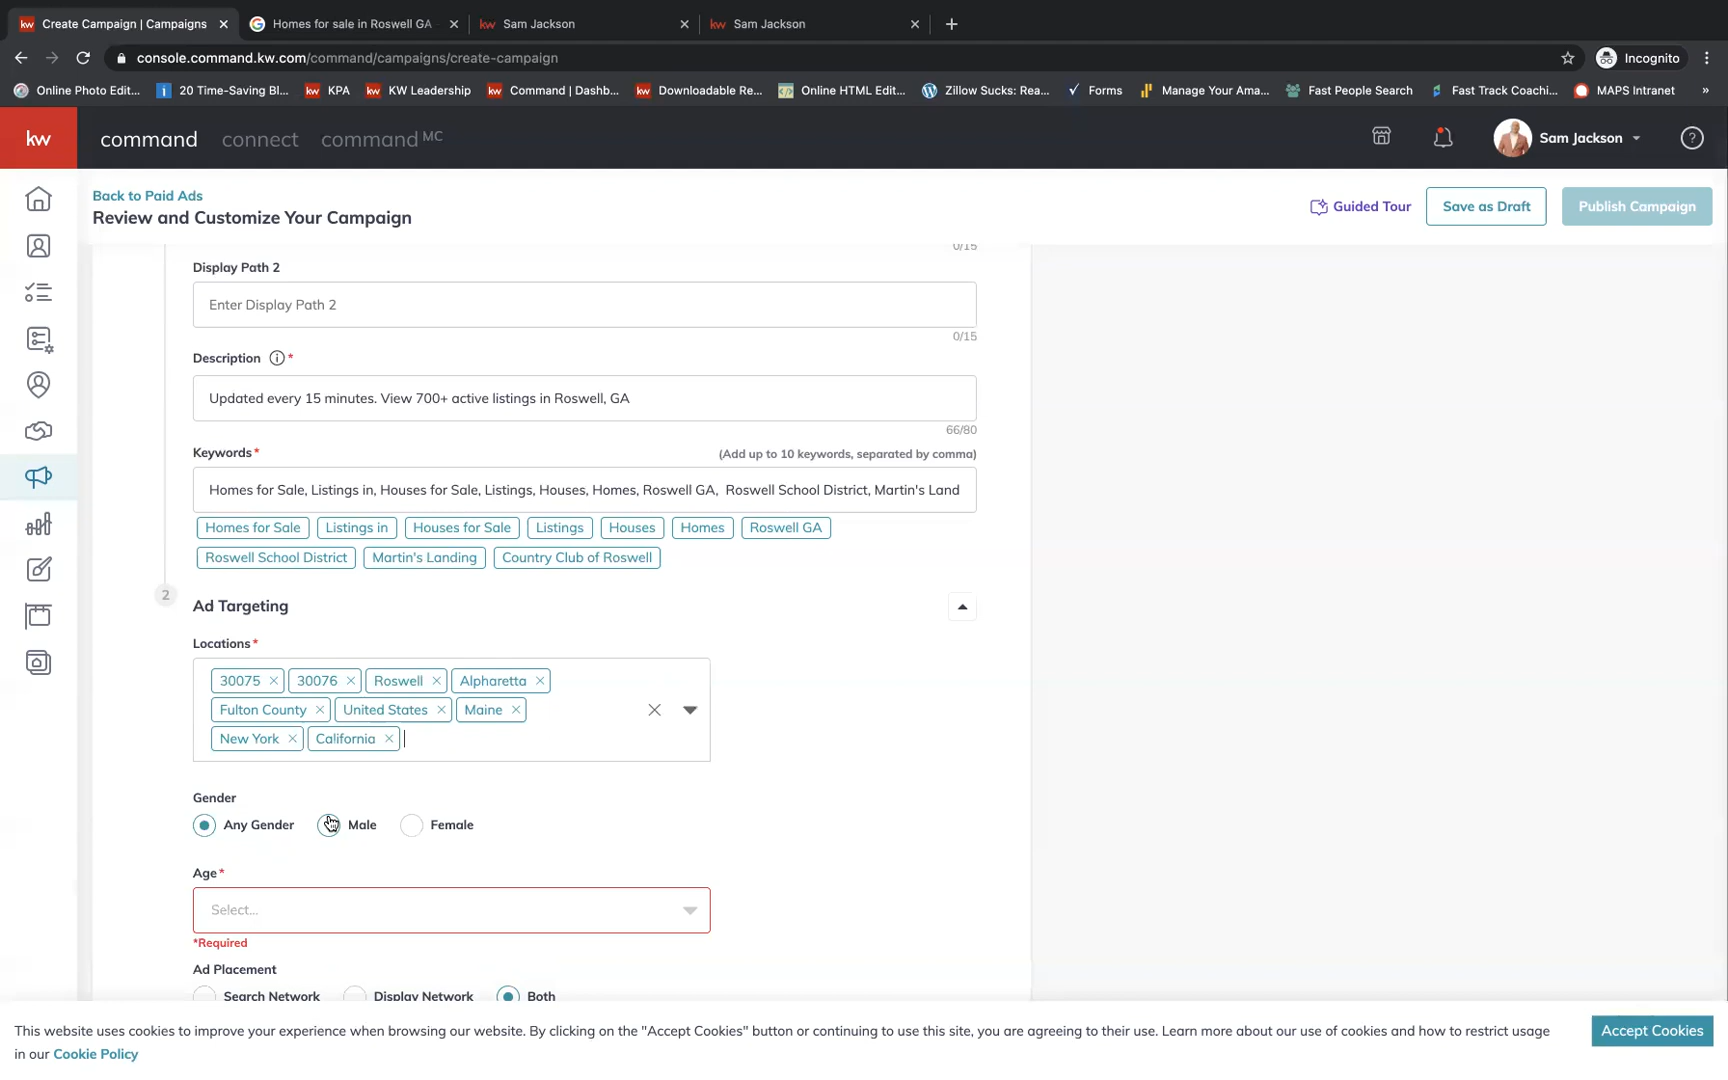 kw Create Campaign | Campaigns
Homes for sale in Roswell GA
kw Sam Jackson
kw Sam Jackson
console.command.kw.com/command/campaigns/create-campaign
Incognito
Online Photo Edit...
20 Time-Saving Bl...
kw KPA
kw KW Leadership
kw Command | Dashb...
kw Downloadable Re...
Online HTML Edit...
Zillow Sucks: Rea...
Forms
Manage Your Ama...
Fast People Search
Fast Track Coachi...
MAPS Intranet
»
kw
command connect command MC
Sam Jackson
?
Back to Paid Ads
Review and Customize Your Campaign
Guided Tour
Save as Draft
Publish Campaign
0/15
Display Path 2
Enter Display Path 2
0/15
Description *
Updated every 15 minutes. View 700+ active listings in Roswell, GA
66/80
Keywords* (Add up to 10 keywords, separated by comma)
Homes for Sale, Listings in, Houses for Sale, Listings, Houses, Homes, Roswell GA, Roswell School District, Martin's Land
Homes for Sale Listings in Houses for Sale Listings Houses Homes Roswell GA
Roswell School District Martin's Landing Country Club of Roswell
2
Ad Targeting
Locations*
30075 × 30076 × Roswell × Alpharetta ×
Fulton County × United States × Maine ×
New York × California ×
Gender
Any Gender Male Female
Age*
Select...
*Required
Ad Placement
Search Network Display Network Both
This website uses cookies to improve your experience when browsing our website. By clicking on the "Accept Cookies" button or continuing to use this site, you are agreeing to their use. Learn more about our use of cookies and how to restrict usage
in our Cookie Policy
Accept Cookies